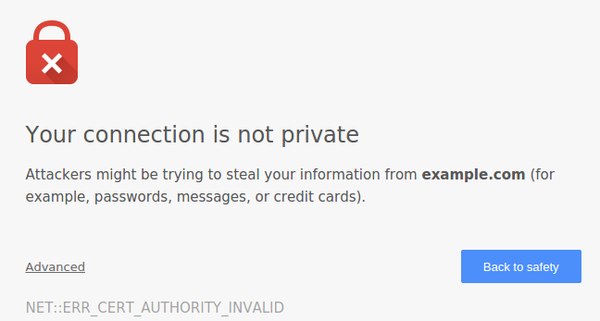 Your connection is not private
Attackers might be trying to steal your information from example.com (for
example, passwords, messages, or credit cards).
Advanced
Back to safety
NET::ERR_CERT_AUTHORITY_INVALID